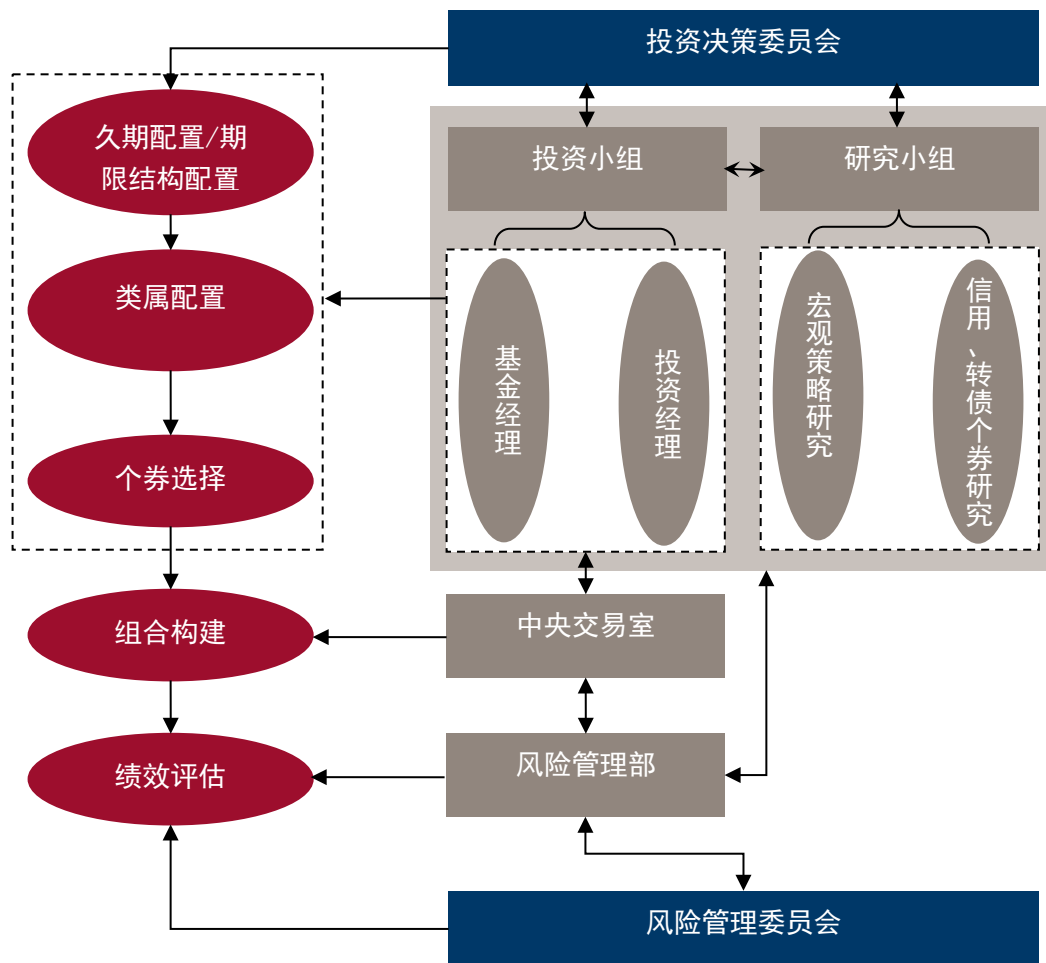 投资决策委员会
久期配置/期
限结构配置
投资小组
研究小组
类属配置
基金经理
投资经理
宏观策略研究
信用、转债个券研究
个券选择
组合构建
中央交易室
绩效评估
风险管理部
风险管理委员会